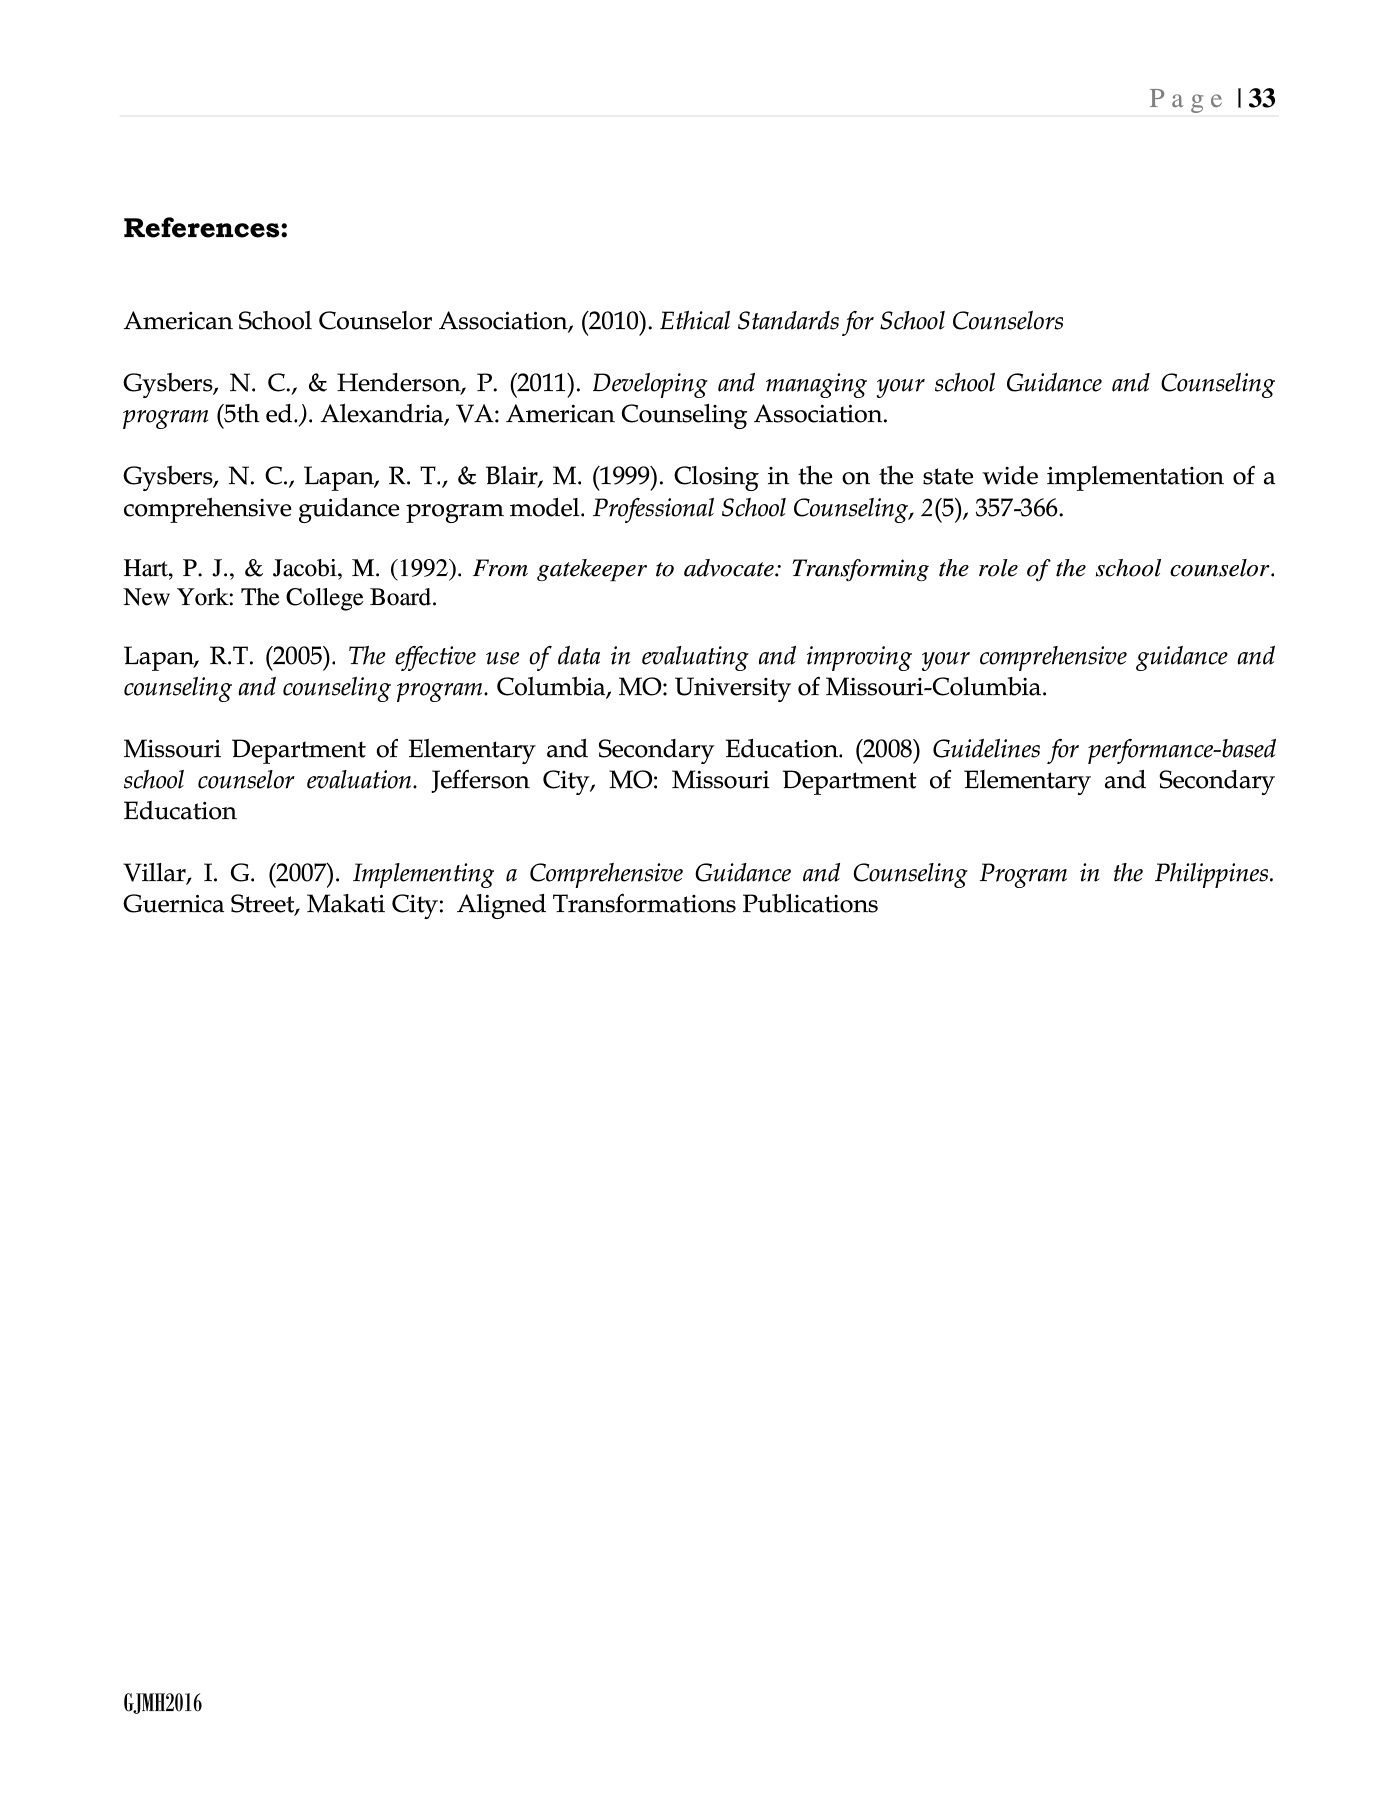 Page | 33
References:
American School Counselor Association, (2010). Ethical Standards for School Counselors
Gysbers, N. C., & Henderson, P. (2011). Developing and managing your school Guidance and Counseling
program (5th ed.). Alexandria, VA: American Counseling Association.
Gysbers, N. C., Lapan, R. T., & Blair, M. (1999). Closing in the on the state wide implementation of a
comprehensive guidance program model. Professional School Counseling, 2(5), 357-366.
Hart, P. J., & Jacobi, M. (1992). From gatekeeper to advocate: Transforming the role of the school counselor.
New York: The College Board.
Lapan, R.T. (2005). The effective use of data in evaluating and improving your comprehensive guidance and
counseling and counseling program. Columbia, MO: University of Missouri-Columbia.
Missouri Department of Elementary and Secondary Education. (2008) Guidelines for performance-based
school counselor evaluation. Jefferson City, MO: Missouri Department of Elementary and Secondary
Education
Villar, I. G. (2007). Implementing a Comprehensive Guidance and Counseling Program in the Philippines.
Guernica Street, Makati City:  Aligned Transformations Publications
GJMH2016